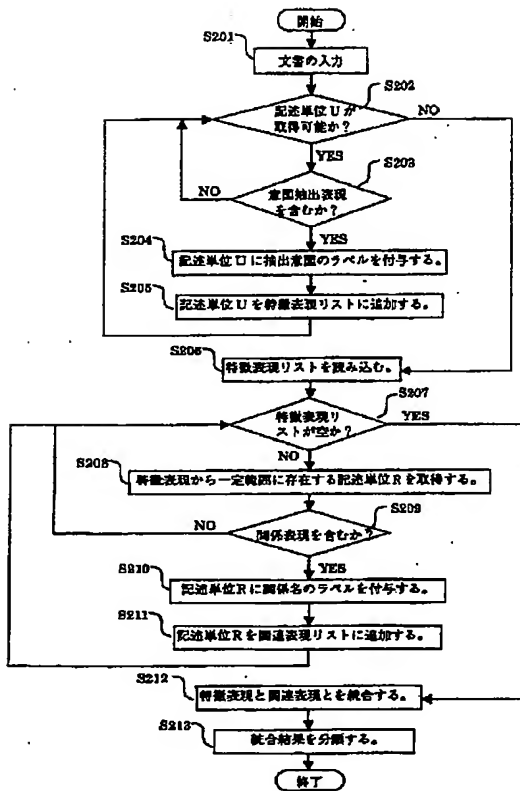 開始
S201
文書の入力
S202
記述単位Uが
取得可能か?
NO
YES
S203
意図抽出表現
を含むか?
NO
YES
S204
記述単位Uに抽出意図のラベルを付与する。
S205
記述単位Uを特徴表現リストに追加する。
S206
特徴表現リストを読み込む。
S207
特徴表現リ
ストが空か?
YES
NO
S208
特徴表現から一定範囲に存在する記述単位Rを取得する。
S209
関係表現を含むか?
NO
YES
S210
記述単位Rに関係名のラベルを付与する。
S211
記述単位Rを関連表現リストに追加する。
S212
特徴表現と関連表現とを統合する。
S213
統合結果を分類する。
終了